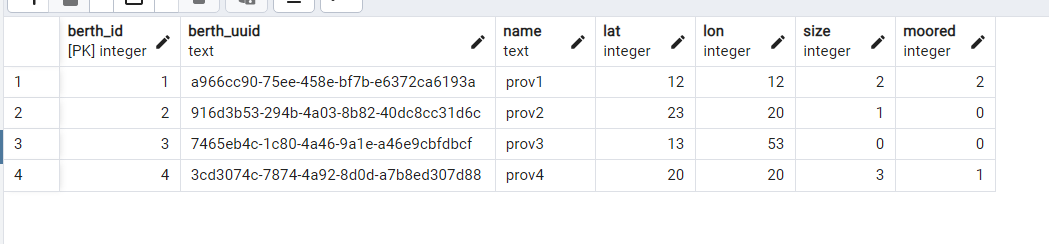 berth_id berth_uuid name lat lon size moored
[PK] integer text text integer integer integer integer
1 1 a966cc90-75ee-458e-bf7b-e6372ca6193a prov1 12 12 2 2
2 2 916d3b53-294b-4a03-8b82-40dc8cc31d6c prov2 23 20 1 0
3 3 7465eb4c-1c80-4a46-9a1e-a46e9cbfdbcf prov3 13 53 0 0
4 4 3cd3074c-7874-4a92-8d0d-a7b8ed307d88 prov4 20 20 3 1